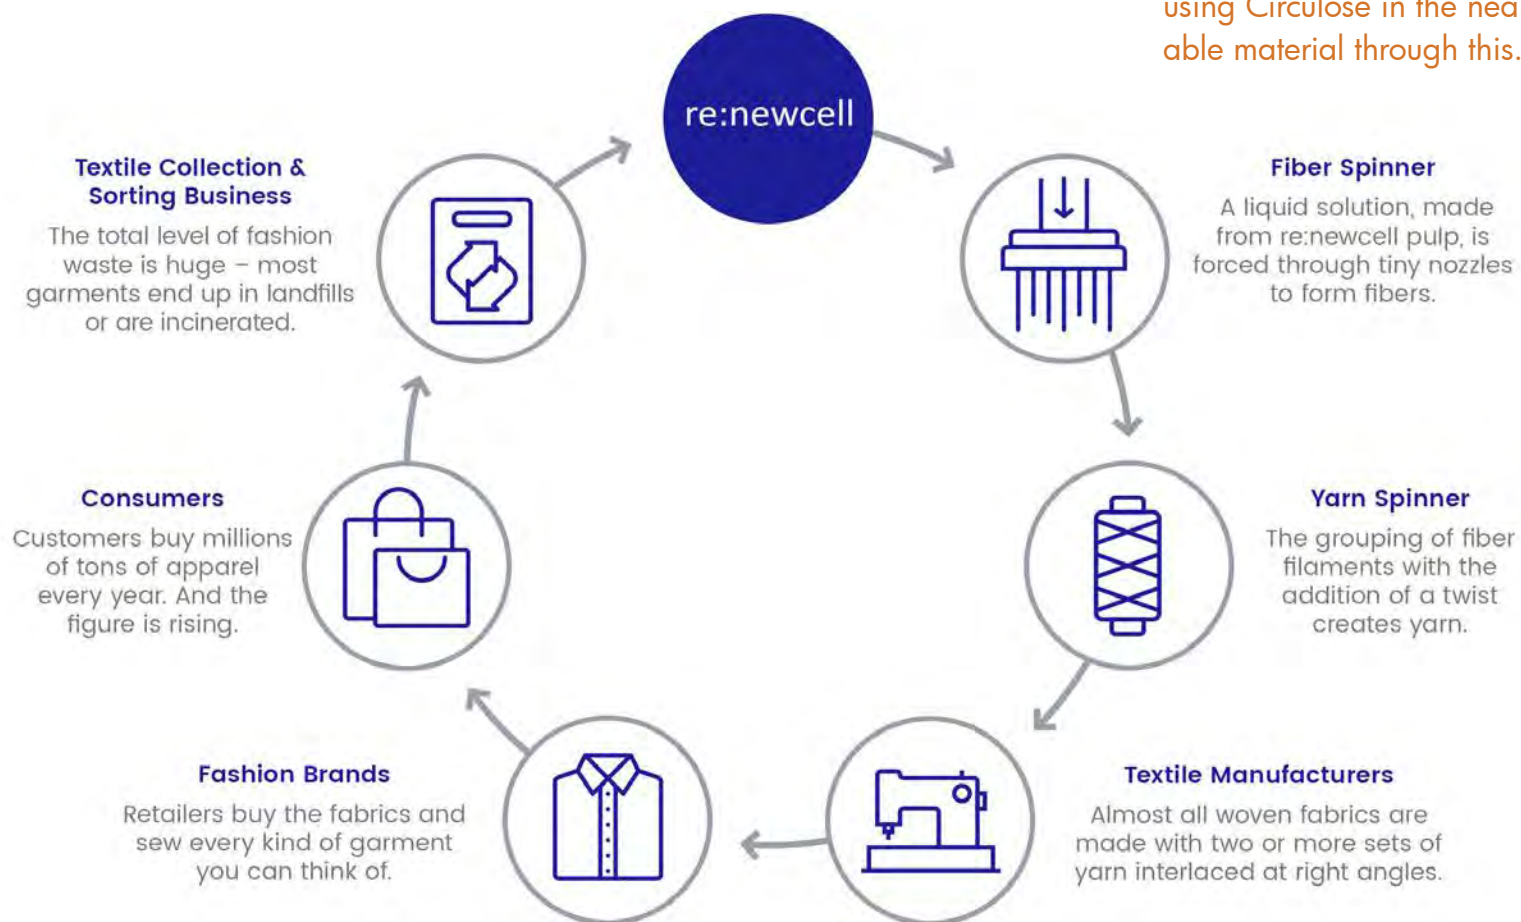 using Circulose in the nea
able material through this.
re:newcell
Fiber Spinner
A liquid solution, made
from re:newcell pulp, is
forced through tiny nozzles
to form fibers.
Yarn Spinner
The grouping of fiber
filaments with the
addition of a twist
creates yarn.
Textile Manufacturers
Almost all woven fabrics are
made with two or more sets of
yarn interlaced at right angles.
Fashion Brands
Retailers buy the fabrics and
sew every kind of garment
you can think of.
Consumers
Customers buy millions
of tons of apparel
every year. And the
figure is rising.
Textile Collection &
Sorting Business
The total level of fashion
waste is huge – most
garments end up in landfills
or are incinerated.